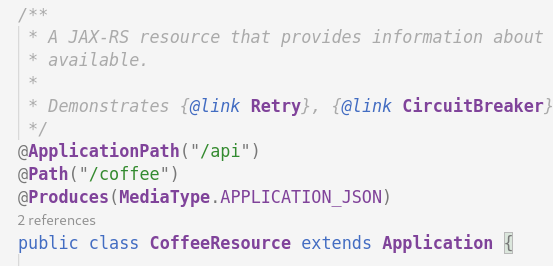 /**
 * A JAX-RS resource that provides information about
 * available.
 *
 * Demonstrates {@link Retry}, {@link CircuitBreaker}
 */
@ApplicationPath("/api")
@Path("/coffee")
@Produces(MediaType.APPLICATION_JSON)
2 references
public class CoffeeResource extends Application {